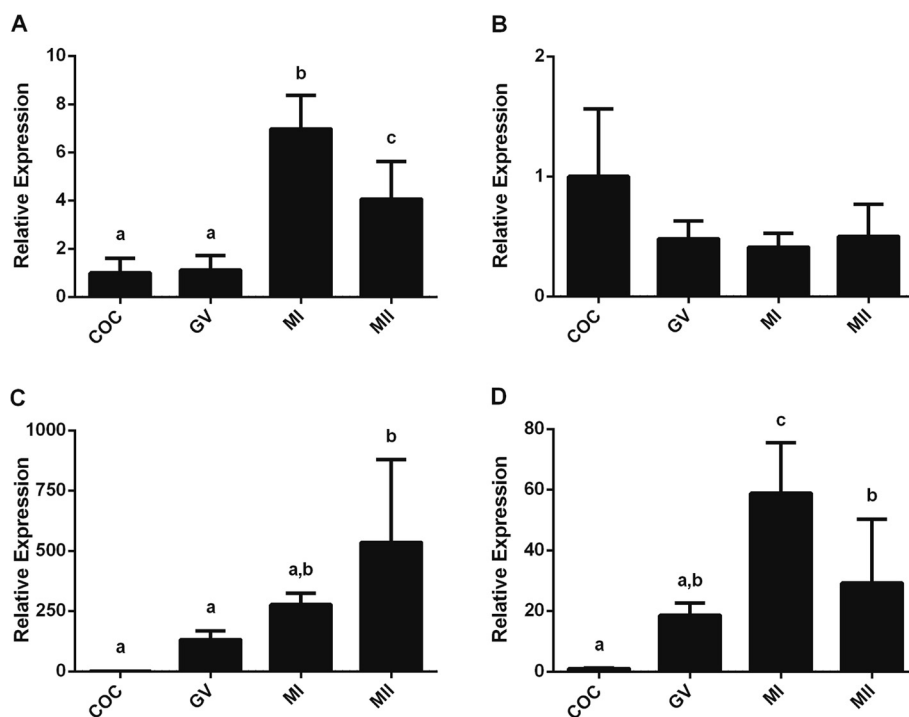 A
Relative Expression
10
8
6
4
2
0
a
a
b
c
COC
GV
MI
MII
B
Relative Expression
2
1
0
COC
GV
MI
MII
C
Relative Expression
1000
750
500
250
0
a
a
a,b
b
COC
GV
MI
MII
D
Relative Expression
80
60
40
20
0
a
a,b
c
b
COC
GV
MI
MII